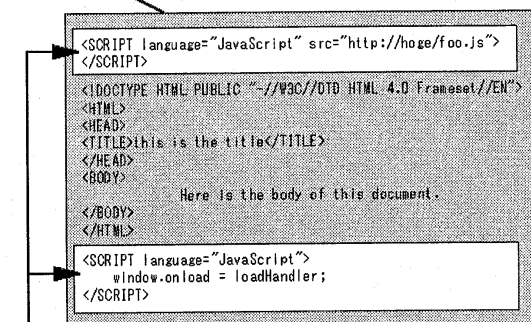 <SCRIPT language="JavaScript" src="http://hoge/foo.js">
</SCRIPT>
<!DOCTYPE HTML PUBLIC "-//W3C//DTD HTML 4.0 Frameset//EN">
<HTML>
<HEAD>
<TITLE>this is the title</TITLE>
</HEAD>
<BODY>
Here is the body of this document.
</BODY>
</HTML>
<SCRIPT language="JavaScript">
window.onload = loadHandler;
</SCRIPT>